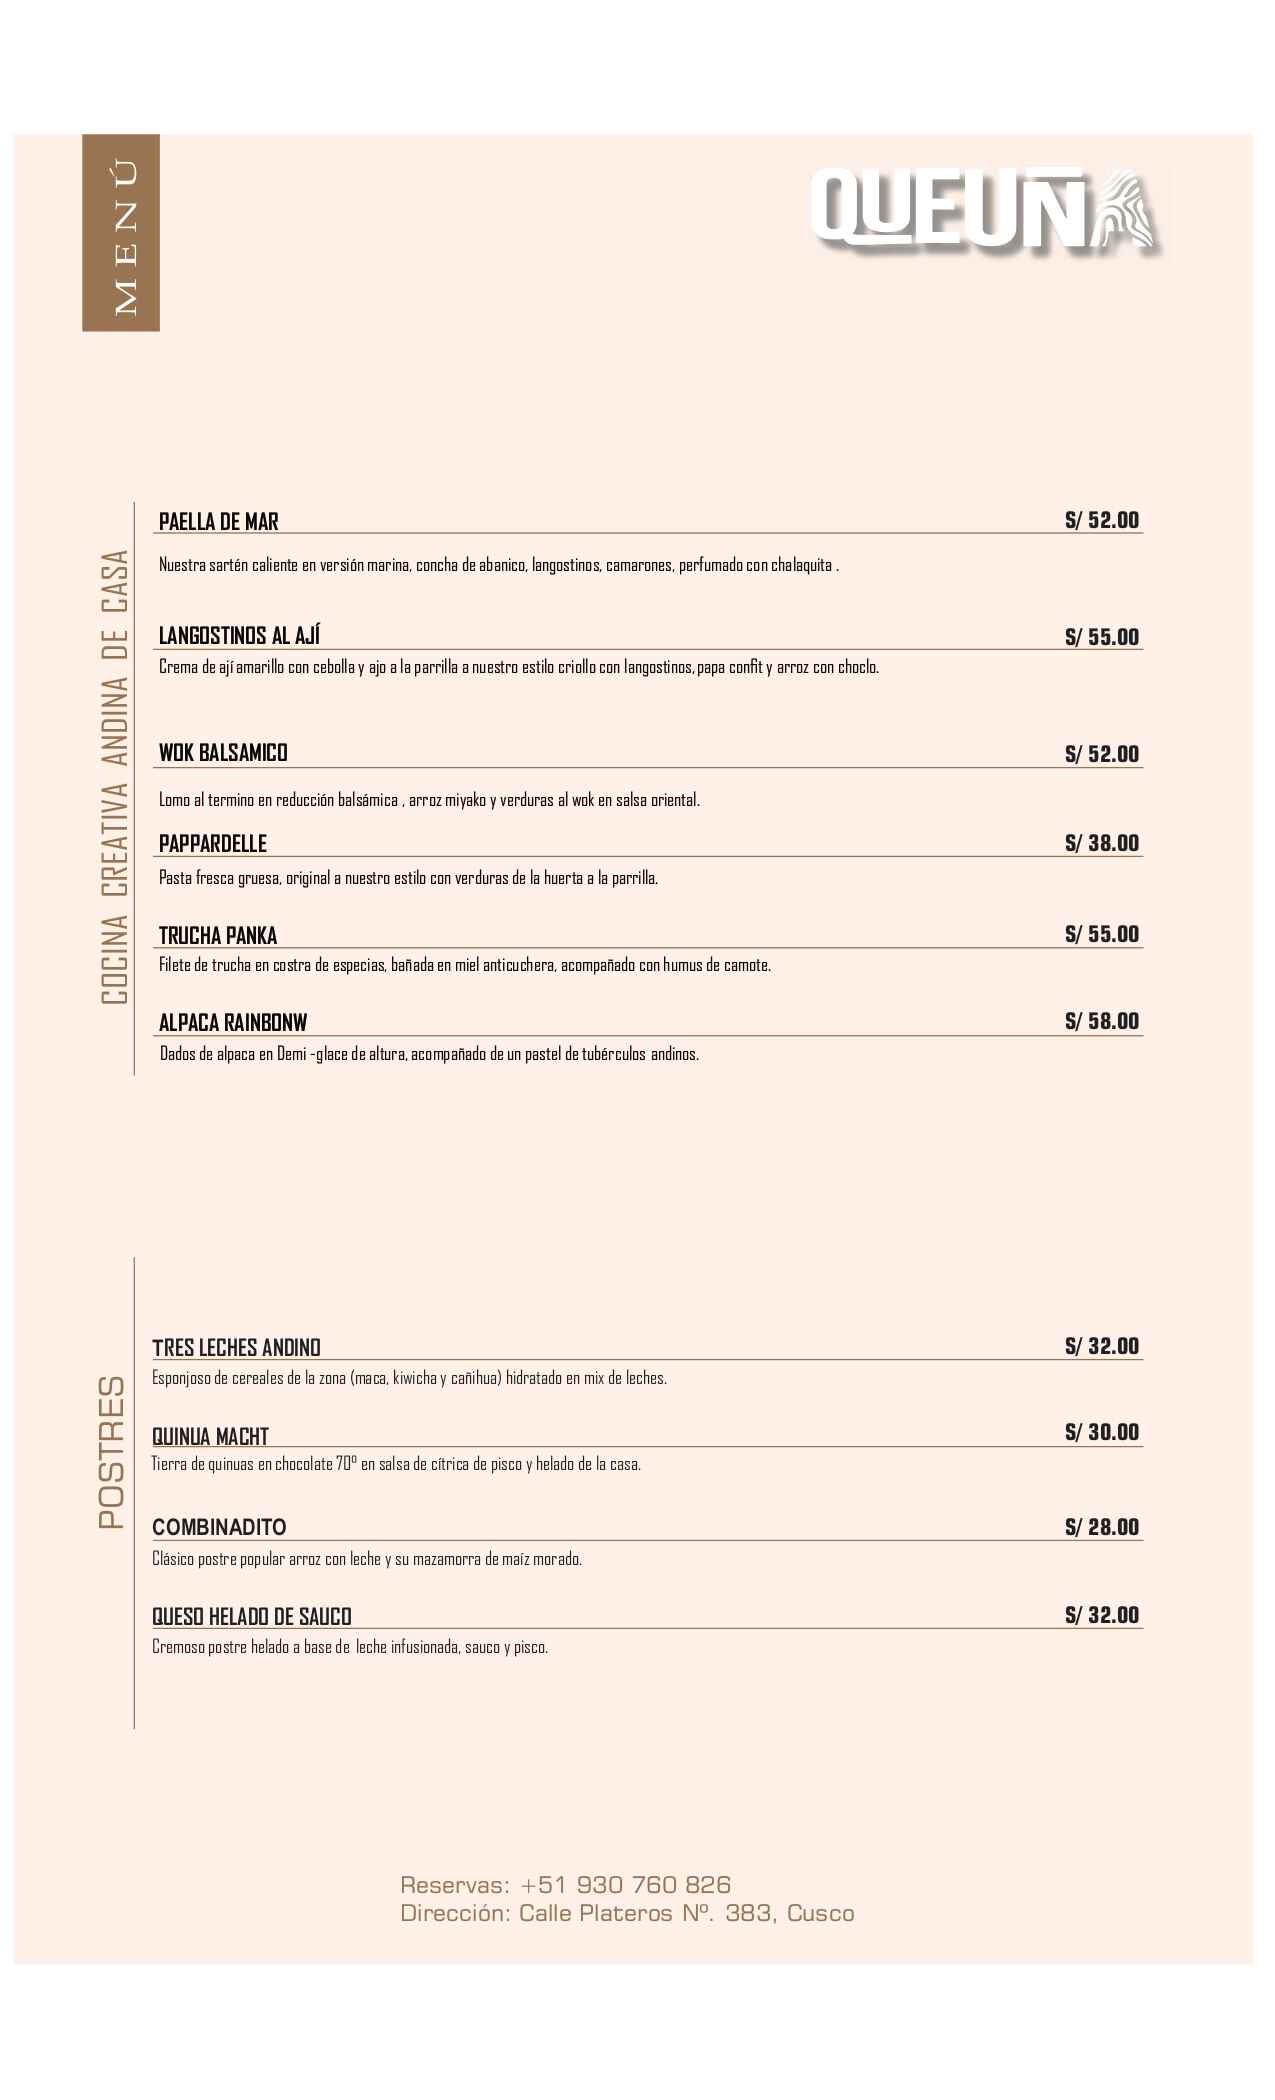 MENÚ
QUEUÑA
COCINA CREATIVA ANDINA DE CASA
PAELLA DE MAR S/ 52.00
Nuestra sartén caliente en versión marina, concha de abanico, langostinos, camarones, perfumado con chalaquita .
LANGOSTINOS AL AJÍ S/ 55.00
Crema de ají amarillo con cebolla y ajo a la parrilla a nuestro estilo criollo con langostinos, papa confit y arroz con choclo.
WOK BALSAMICO S/ 52.00
Lomo al termino en reducción balsámica , arroz miyako y verduras al wok en salsa oriental.
PAPPARDELLE S/ 38.00
Pasta fresca gruesa, original a nuestro estilo con verduras de la huerta a la parrilla.
TRUCHA PANKA S/ 55.00
Filete de trucha en costra de especias, bañada en miel anticuchera, acompañado con humus de camote.
ALPACA RAINBONW S/ 58.00
Dados de alpaca en Demi -glace de altura, acompañado de un pastel de tubérculos andinos.
POSTRES
TRES LECHES ANDINO S/ 32.00
Esponjoso de cereales de la zona (maca, kiwicha y cañihua) hidratado en mix de leches.
QUINUA MACHT S/ 30.00
Tierra de quinuas en chocolate 70º en salsa de cítrica de pisco y helado de la casa.
COMBINADITO S/ 28.00
Clásico postre popular arroz con leche y su mazamorra de maíz morado.
QUESO HELADO DE SAUCO S/ 32.00
Cremoso postre helado a base de leche infusionada, sauco y pisco.
Reservas: +51 930 760 826
Dirección: Calle Plateros Nº. 383, Cusco